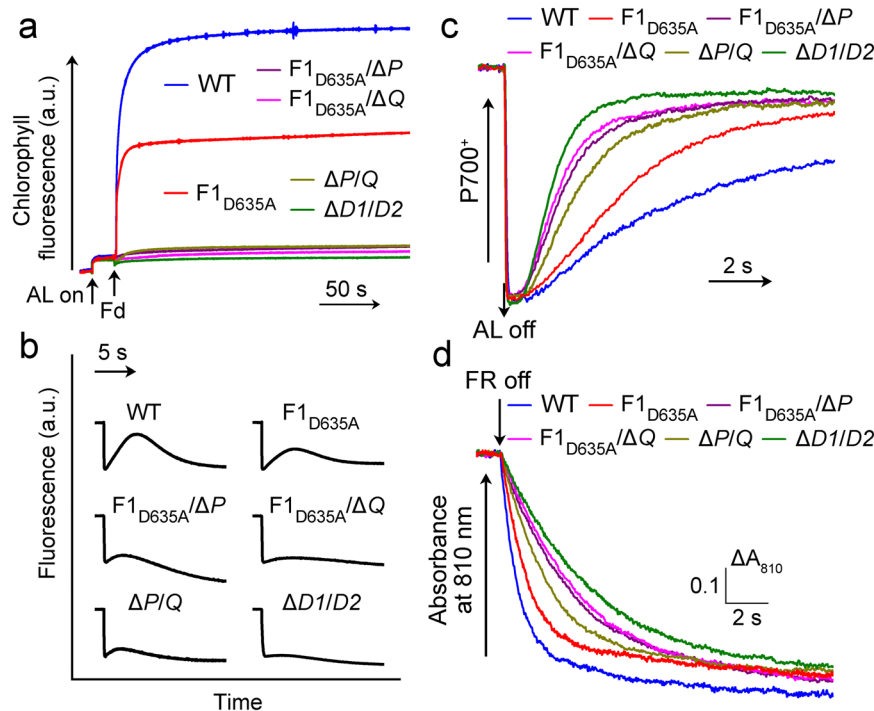 a
Chlorophyll
fluorescence (a.u.)
WT
F1D635A/ΔP
F1D635A/ΔQ
F1D635A
ΔP/Q
ΔD1/D2
AL on
Fd
50 s
b
5 s
Fluorescence (a.u.)
WT
F1D635A
F1D635A/ΔP
F1D635A/ΔQ
ΔP/Q
ΔD1/D2
Time
c
WT F1D635A F1D635A/ΔP
F1D635A/ΔQ ΔP/Q ΔD1/D2
P700+
2 s
AL off
d
FR off
WT F1D635A F1D635A/ΔP
F1D635A/ΔQ ΔP/Q ΔD1/D2
Absorbance
at 810 nm
ΔA810
0.1
2 s